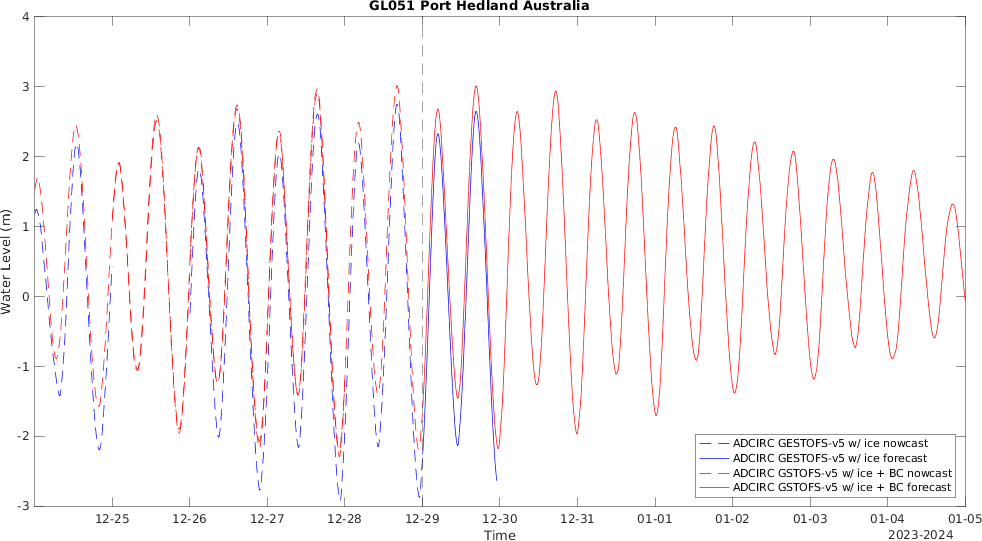 GL051 Port Hedland Australia
4
3
2
1
0
-1
-2
-3
Water Level (m)
ADCIRC GESTOFS-v5 w/ ice nowcast
ADCIRC GESTOFS-v5 w/ ice forecast
ADCIRC GSTOFS-v5 w/ ice + BC nowcast
ADCIRC GSTOFS-v5 w/ ice + BC forecast
12-25 12-26 12-27 12-28 12-29 12-30 12-31 01-01 01-02 01-03 01-04 01-05
Time
2023-2024